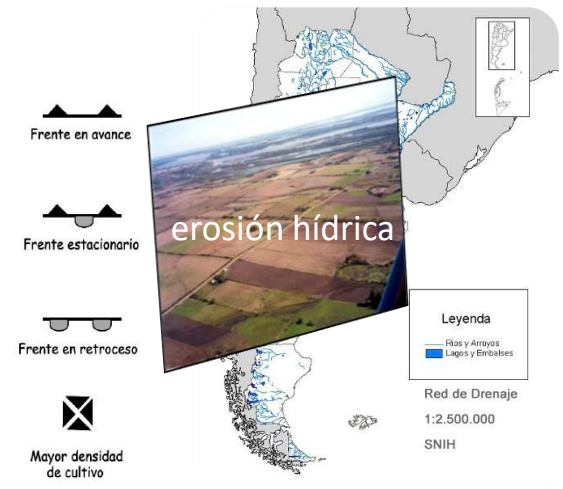 Frente en avance
Frente estacionario
Frente en retroceso
Mayor densidad
de cultivo
erosión hídrica
Leyenda
Rios y Arroyos
Lagos y Embalses
Red de Drenaje
1:2.500.000
SNIH